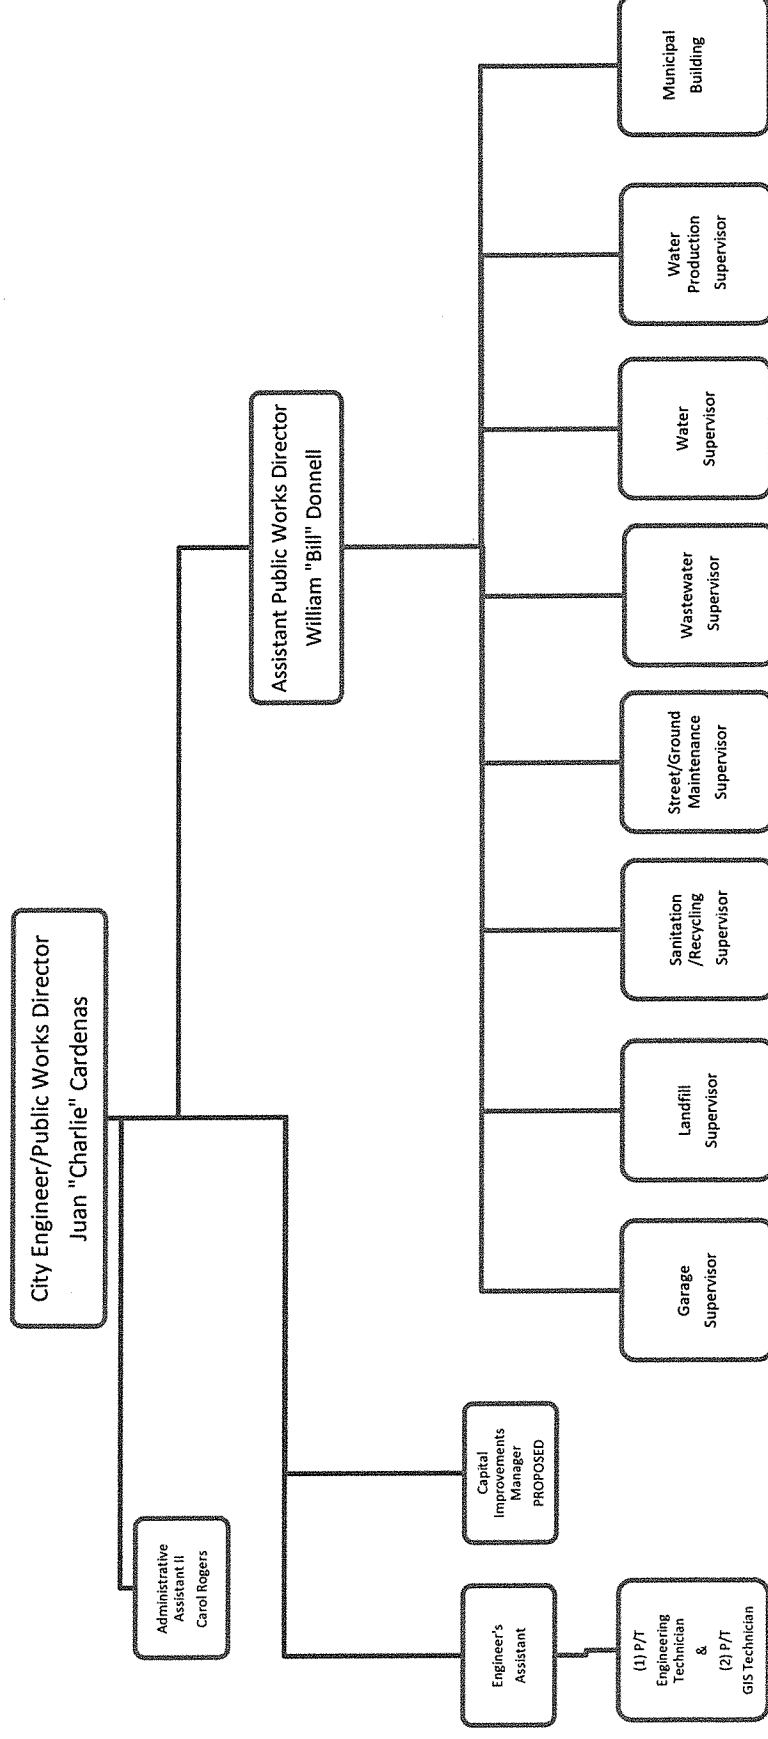 City Engineer/Public Works Director
Juan "Charlie" Cardenas
Administrative
Assistant II
Carol Rogers
Assistant Public Works Director
William "Bill" Donnell
Engineer's
Assistant
Capital
Improvements
Manager
PROPOSED
(1) P/T
Engineering
Technician
&
(2) P/T
GIS Technician
Garage
Supervisor
Landfill
Supervisor
Sanitation
/Recycling
Supervisor
Street/Ground
Maintenance
Supervisor
Wastewater
Supervisor
Water
Supervisor
Water
Production
Supervisor
Municipal
Building